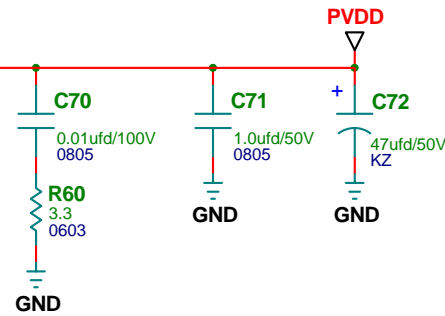 PVDD
C70
0.01ufd/100V
0805
R60
3.3
0603
GND
C71
1.0ufd/50V
0805
GND
+
C72
47ufd/50V
KZ
GND